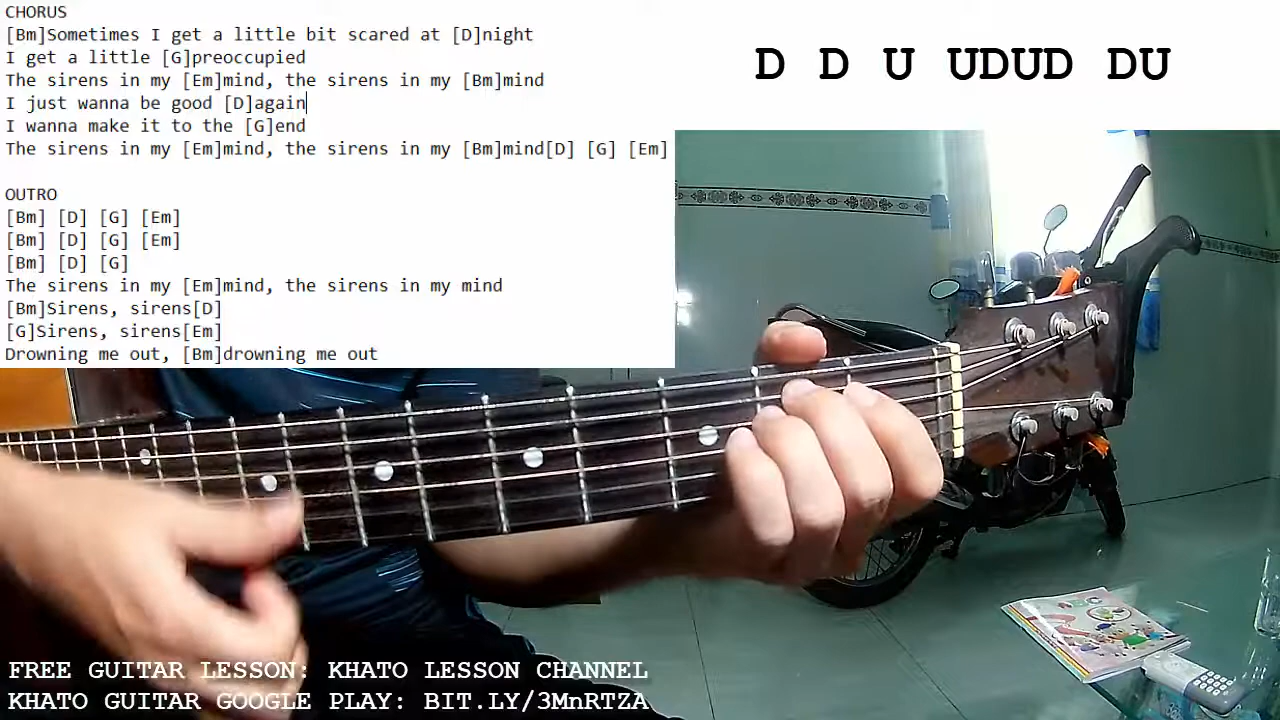 CHORUS
[Bm]Sometimes I get a little bit scared at [D]night
I get a little [G]preoccupied
The sirens in my [Em]mind, the sirens in my [Bm]mind
I just wanna be good [D]again
I wanna make it to the [G]end
The sirens in my [Em]mind, the sirens in my [Bm]mind[D] [G] [Em]
OUTRO
[Bm] [D] [G] [Em]
[Bm] [D] [G] [Em]
[Bm] [D] [G]
The sirens in my [Em]mind, the sirens in my mind
[Bm]Sirens, sirens[D]
[G]Sirens, sirens[Em]
Drowning me out, [Bm]drowning me out
D D U UDUD DU
FREE GUITAR LESSON: KHATO LESSON CHANNEL
KHATO GUITAR GOOGLE PLAY: BIT.LY/3MnRTZA